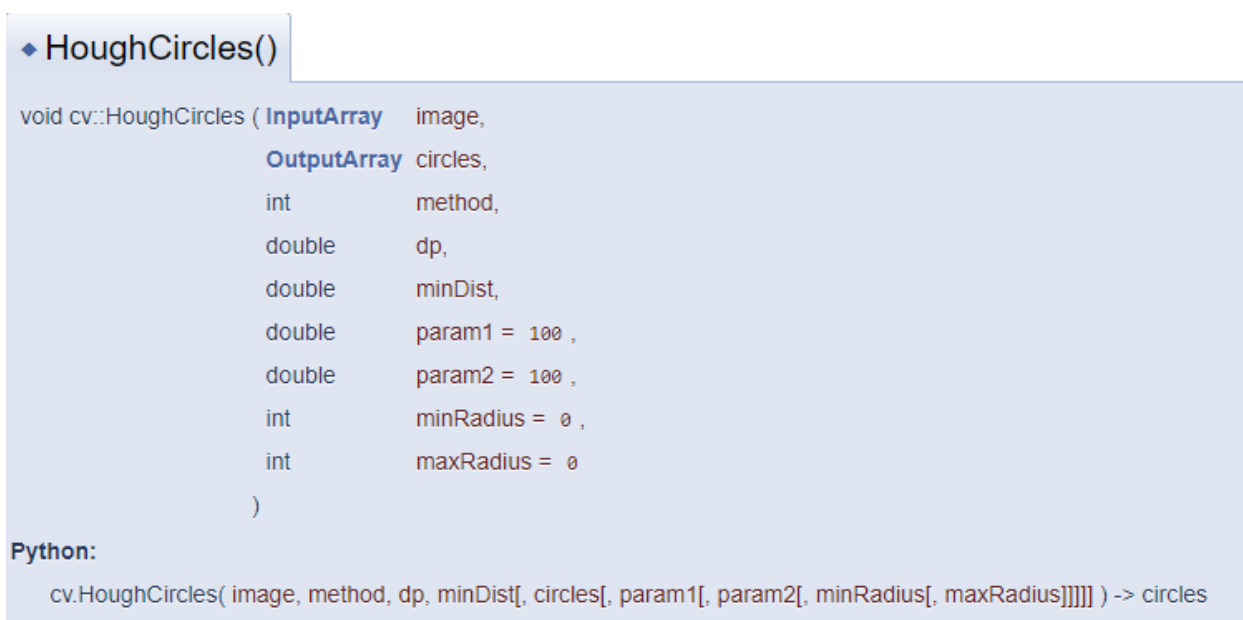 ◆ HoughCircles()
void cv::HoughCircles ( InputArray image,
OutputArray circles,
int method,
double dp,
double minDist,
double param1 = 100 ,
double param2 = 100 ,
int minRadius = 0 ,
int maxRadius = 0
)
Python:
cv.HoughCircles( image, method, dp, minDist[, circles[, param1[, param2[, minRadius[, maxRadius]]]]] ) -> circles